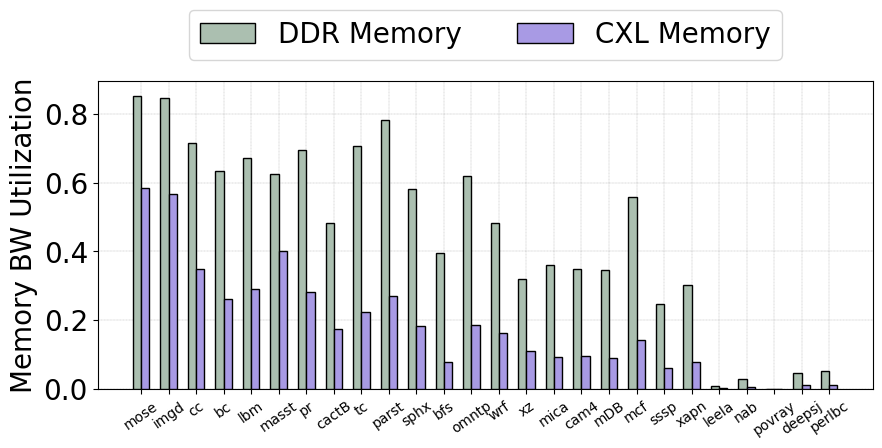 DDR Memory CXL Memory
Memory BW Utilization
0.8
0.6
0.4
0.2
0.0
mose imgd cc bc lbm masst pr cactB tc parst sphx bfs omntp wrf xz mica cam4 mDB mcf sssp xapn leela nab povray deepsj perlbc